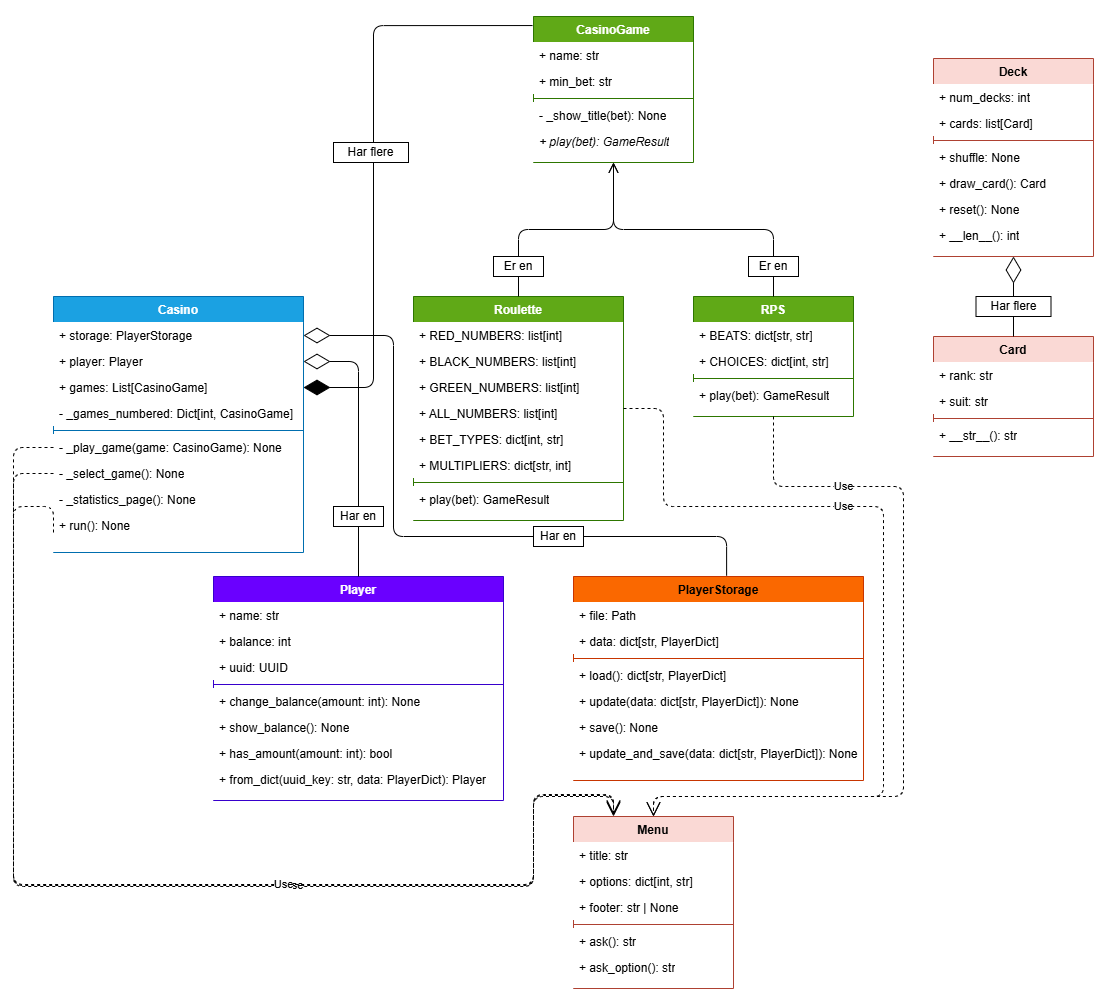 CasinoGame
+ name: str
+ min_bet: str
- _show_title(bet): None
+ play(bet): GameResult
Har flere
Deck
+ num_decks: int
+ cards: list[Card]
+ shuffle: None
+ draw_card(): Card
+ reset(): None
+ __len__(): int
Har flere
Er en
Er en
Casino
+ storage: PlayerStorage
+ player: Player
+ games: List[CasinoGame]
- _games_numbered: Dict[int, CasinoGame]
- _play_game(game: CasinoGame): None
- _select_game(): None
- _statistics_page(): None
+ run(): None
Roulette
+ RED_NUMBERS: list[int]
+ BLACK_NUMBERS: list[int]
+ GREEN_NUMBERS: list[int]
+ ALL_NUMBERS: list[int]
+ BET_TYPES: dict[int, str]
+ MULTIPLIERS: dict[str, int]
+ play(bet): GameResult
RPS
+ BEATS: dict[str, str]
+ CHOICES: dict[int, str]
+ play(bet): GameResult
Card
+ rank: str
+ suit: str
+ __str__(): str
Use
Use
Har en
Har en
Player
+ name: str
+ balance: int
+ uuid: UUID
+ change_balance(amount: int): None
+ show_balance(): None
+ has_amount(amount: int): bool
+ from_dict(uuid_key: str, data: PlayerDict): Player
PlayerStorage
+ file: Path
+ data: dict[str, PlayerDict]
+ load(): dict[str, PlayerDict]
+ update(data: dict[str, PlayerDict]): None
+ save(): None
+ update_and_save(data: dict[str, PlayerDict]): None
Use
Menu
+ title: str
+ options: dict[int, str]
+ footer: str | None
+ ask(): str
+ ask_option(): str